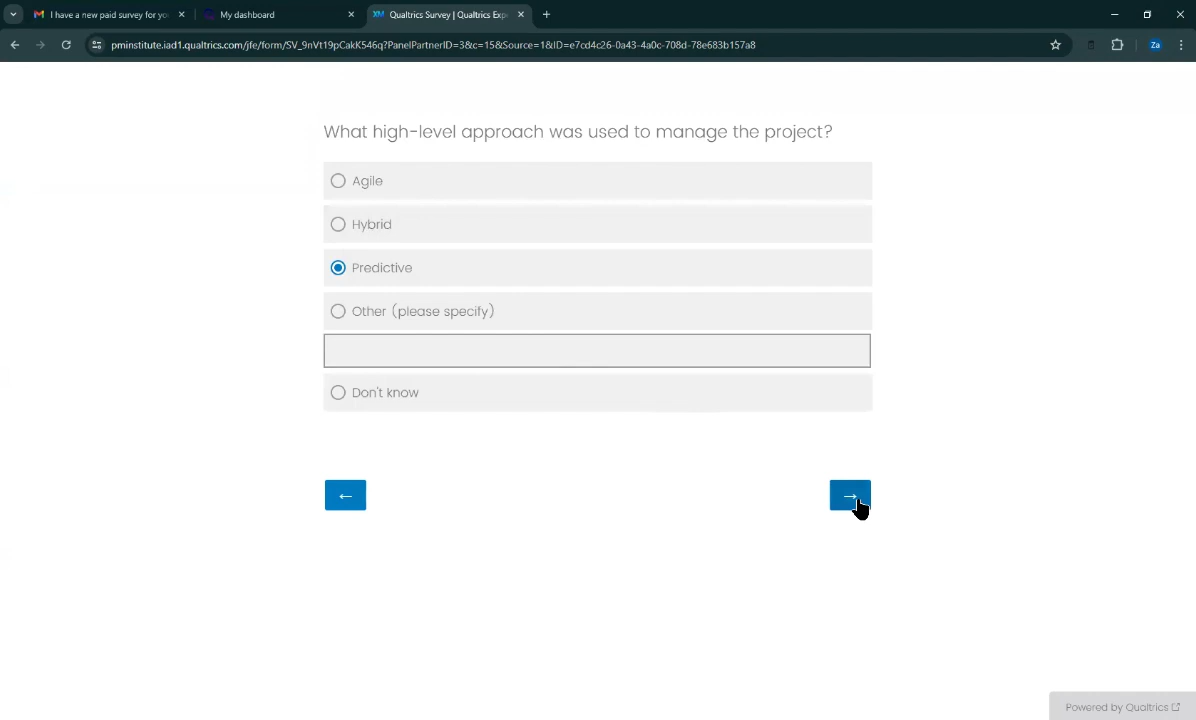 I have a new paid survey for yo
My dashboard
XM Qualtrics Survey | Qualtrics Exp
pminstitute.iad1.qualtrics.com/jfe/form/SV_9nVt19pCakK546q?PanelPartnerID=3&c=15&Source=1&ID=e7cd4c26-0a43-4a0c-708d-78e683b157a8
Za
What high-level approach was used to manage the project?
Agile
Hybrid
Predictive
Other (please specify)
Don't know
←
→
Powered by Qualtrics